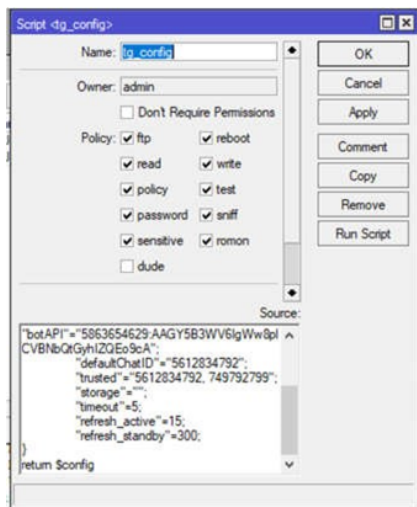 Script <tg_config>
Name: tg_config
Owner: admin
Don't Require Permissions
Policy: ftp reboot
read write
policy test
password sniff
sensitive romon
dude
OK
Cancel
Apply
Comment
Copy
Remove
Run Script
Source:
"botAPI"="5863654629:AAGY5B3WV6IgWw8pl
CVBNbQtGyhIZQEo9cA";
"defaultChatID"="5612834792";
"trusted"="5612834792, 749792799";
"storage"="";
"timeout"=5;
"refresh_active"=15;
"refresh_standby"=300;
}
return $config